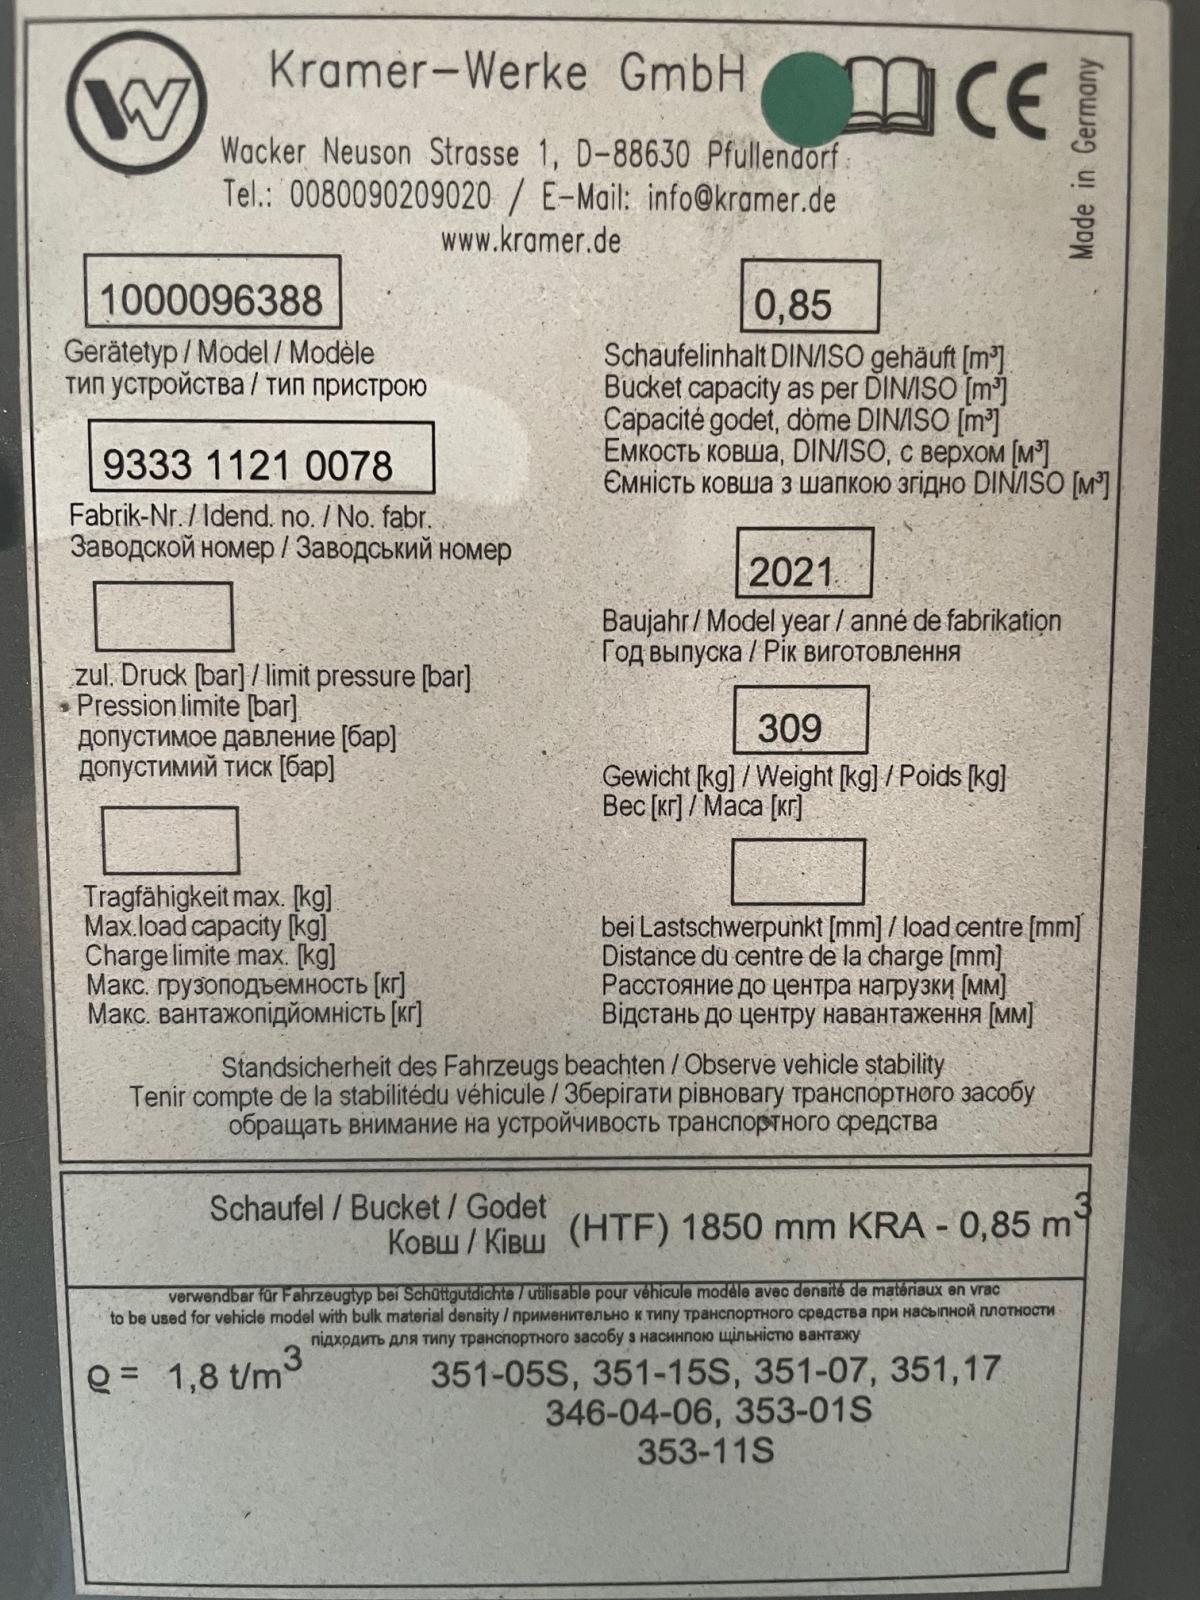 Kramer-Werke GmbH
CE
Made in Germany
Wacker Neuson Strasse 1, D-88630 Pfullendorf
Tel.: 0080090209020 / E-Mail: info@kramer.de
www.kramer.de
1000096388
Gerätetyp / Model / Modèle
тип устройства / тип пристрою
9333 1121 0078
Fabrik-Nr. / Idend. no. / No. fabr.
Заводской номер / Заводський номер
zul. Druck [bar] / limit pressure [bar]
Pression limite [bar]
допустимое давление [бар]
допустимий тиск [бар]
Tragfähigkeit max. [kg]
Max.load capacity [kg]
Charge limite max. [kg]
Макс. грузоподъемность [кг]
Макс. вантажопідйомність [кг]
0,85
Schaufelinhalt DIN/ISO gehäuft [m³]
Bucket capacity as per DIN/ISO [m³]
Capacité godet, dòme DIN/ISO [m³]
Емкость ковша, DIN/ISO, с верхом [м³]
Ємність ковша з шапкою згідно DIN/ISO [м³]
2021
Baujahr / Model year / anné de fabrikation
Год выпуска / Рік виготовлення
309
Gewicht [kg] / Weight [kg] / Poids [kg]
Вес [кг] / Маса [кг]
bei Lastschwerpunkt [mm] / load centre [mm]
Distance du centre de la charge [mm]
Расстояние до центра нагрузки [мм]
Відстань до центру навантаження [мм]
Standsicherheit des Fahrzeugs beachten / Observe vehicle stability
Tenir compte de la stabilitédu véhicule / Зберігати рівновагу транспортного засобу
обращать внимание на устройчивость транспортного средства
Schaufel / Bucket / Godet
Ковш / Ківш
(HTF) 1850 mm KRA - 0,85 m³
verwendbar für Fahrzeugtyp bei Schüttgutdichte / utilisable pour véhicule modéle avec densité de matériaux en vrac
to be used for vehicle model with bulk material density / применительно к типу транспортного средства при насыпной плотности
підходить для типу транспортного засобу з насинпою щільністю вантажу
ϱ = 1,8 t/m³
351-05S, 351-15S, 351-07, 351,17
346-04-06, 353-01S
353-11S